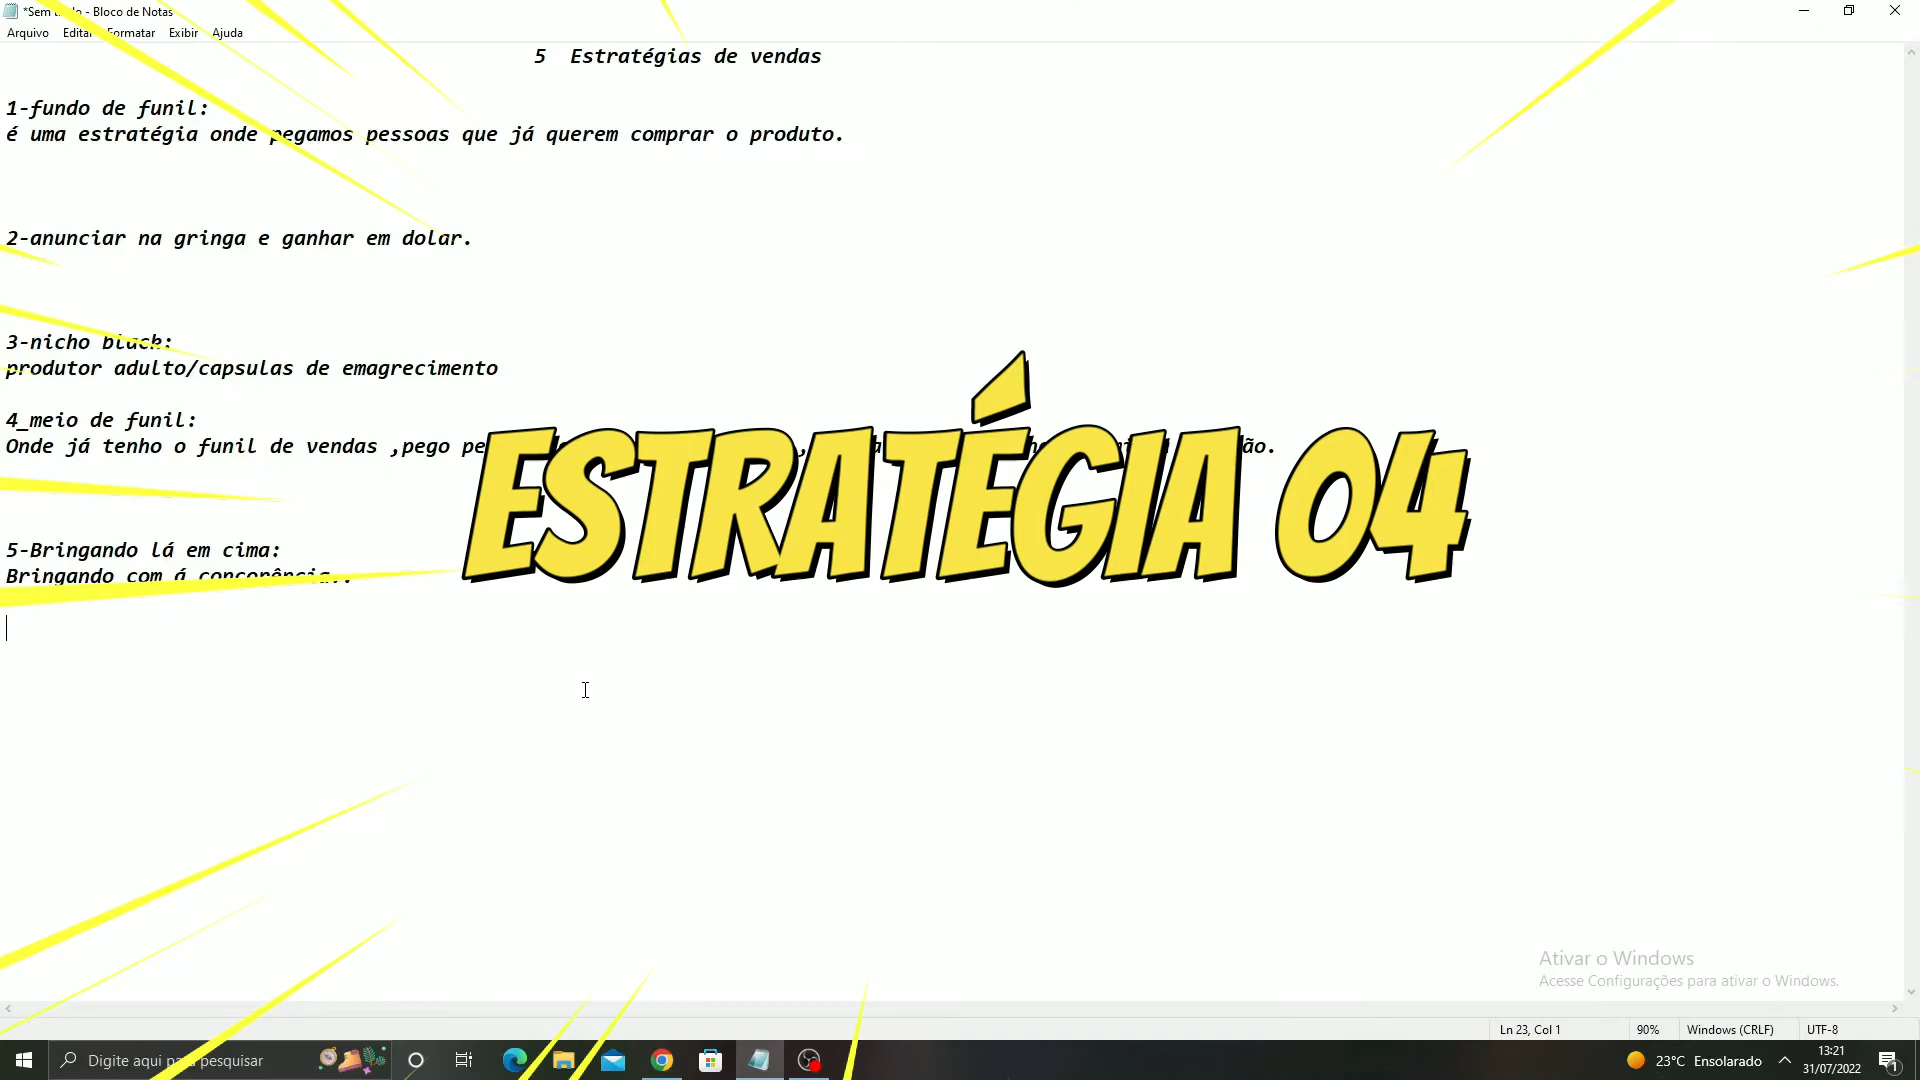 *Sem - Bloco de Notas
Arquivo Editar Formatar Exibir Ajuda
5 Estratégias de vendas
1-fundo de funil:
é uma estratégia onde pegamos pessoas que já querem comprar o produto.
2-anunciar na gringa e ganhar em dolar.
3-nicho black:
produtor adulto/capsulas de emagrecimento
4_meio de funil:
Onde já tenho o funil de vendas ,pego
ESTRATÉGIA 04
5-Bringando lá em cima:
Bringando com á concorência..
Ativar o Windows
Acesse Configurações para ativar o Windows.
Ln 23, Col 1 90% Windows (CRLF) UTF-8
Digite aqui para pesquisar
23°C Ensolarado
13:21
31/07/2022
1